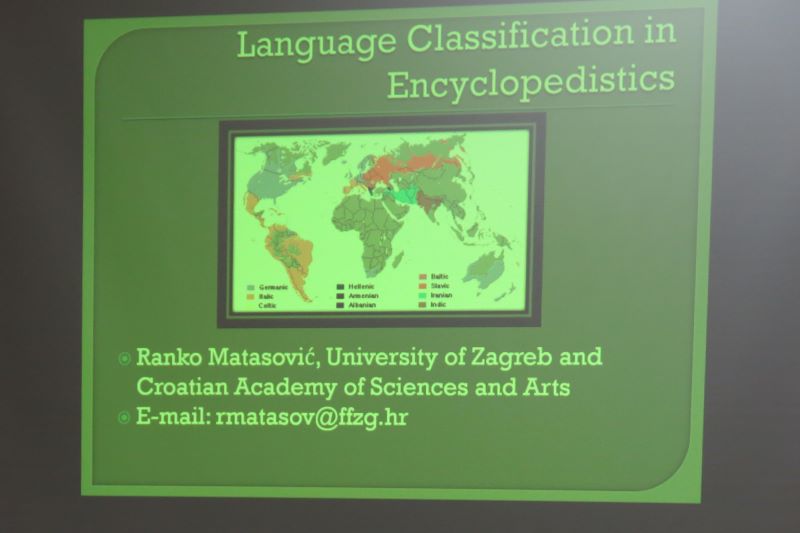 Language Classification in
Encyclopedistics
Germanic
Italic
Celtic
Hellenic
Armenian
Albanian
Baltic
Slavic
Iranian
Indic
Ranko Matasović, University of Zagreb and
Croatian Academy of Sciences and Arts
E-mail: rmatasov@ffzg.hr